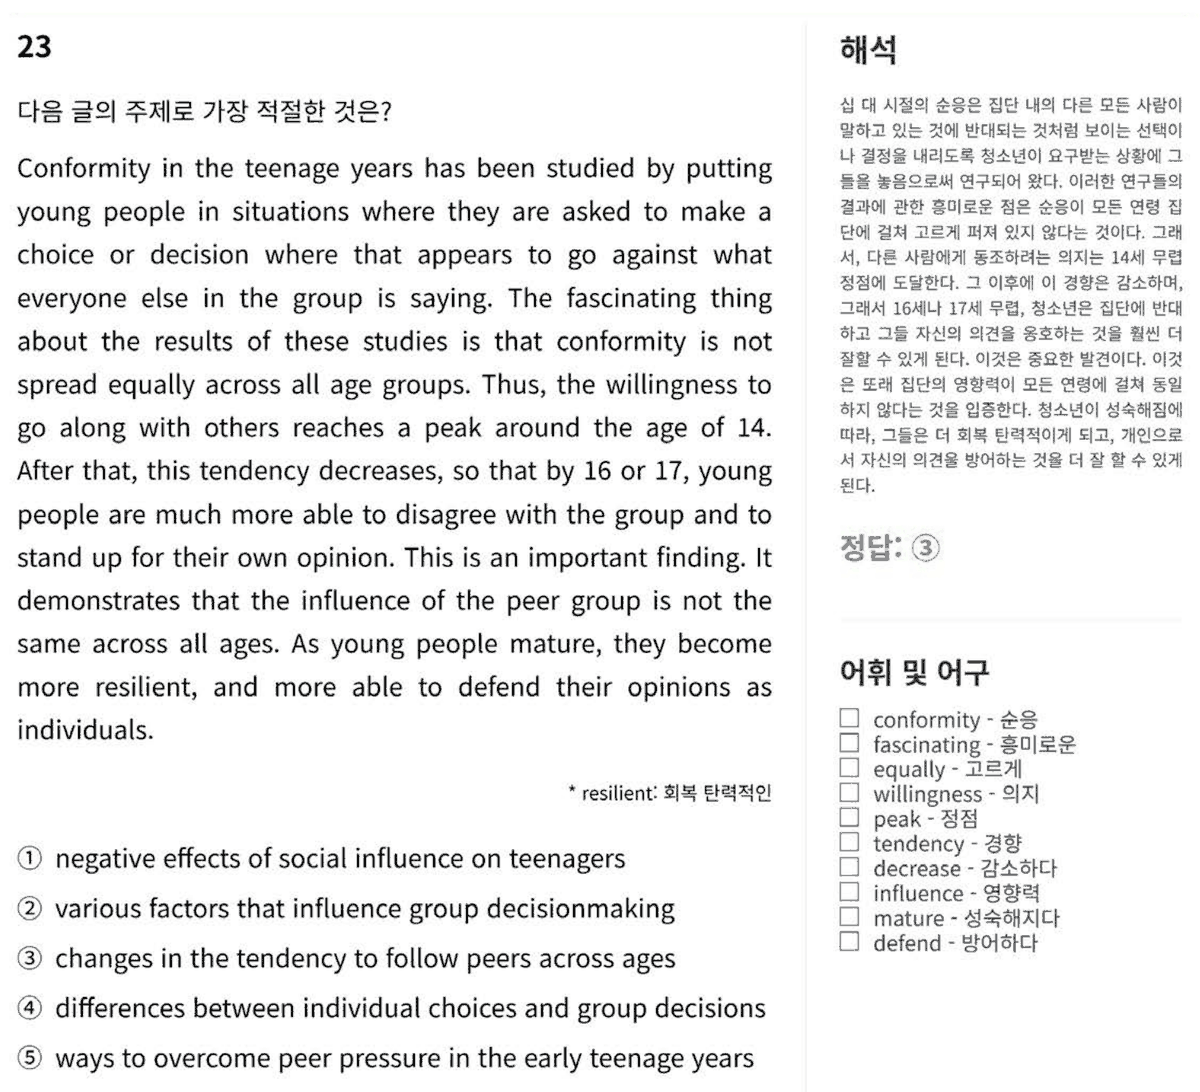 23
다음 글의 주제로 가장 적절한 것은?
Conformity in the teenage years has been studied by putting
young people in situations where they are asked to make a
choice or decision where that appears to go against what
everyone else in the group is saying. The fascinating thing
about the results of these studies is that conformity is not
spread equally across all age groups. Thus, the willingness to
go along with others reaches a peak around the age of 14.
After that, this tendency decreases, so that by 16 or 17, young
people are much more able to disagree with the group and to
stand up for their own opinion. This is an important finding. It
demonstrates that the influence of the peer group is not the
same across all ages. As young people mature, they become
more resilient, and more able to defend their opinions as
individuals.
* resilient: 회복 탄력적인
① negative effects of social influence on teenagers
② various factors that influence group decisionmaking
③ changes in the tendency to follow peers across ages
④ differences between individual choices and group decisions
⑤ ways to overcome peer pressure in the early teenage years
해석
십 대 시절의 순응은 집단 내의 다른 모든 사람이
말하고 있는 것에 반대되는 것처럼 보이는 선택이
나 결정을 내리도록 청소년이 요구받는 상황에 그
들을 놓음으로써 연구되어 왔다. 이러한 연구들의
결과에 관한 흥미로운 점은 순응이 모든 연령 집
단에 걸쳐 고르게 퍼져 있지 않다는 것이다. 그래
서, 다른 사람에게 동조하려는 의지는 14세 무렵
정점에 도달한다. 그 이후에 이 경향은 감소하며,
그래서 16세나 17세 무렵, 청소년은 집단에 반대
하고 그들 자신의 의견을 옹호하는 것을 훨씬 더
잘할 수 있게 된다. 이것은 중요한 발견이다. 이것
은 또래 집단의 영향력이 모든 연령에 걸쳐 동일
하지 않다는 것을 입증한다. 청소년이 성숙해짐에
따라, 그들은 더 회복 탄력적이게 되고, 개인으로
서 자신의 의견을 방어하는 것을 더 잘 할 수 있게
된다.
정답: ③
어휘 및 어구
conformity - 순응
fascinating - 흥미로운
equally - 고르게
willingness - 의지
peak - 정점
tendency - 경향
decrease - 감소하다
influence - 영향력
mature - 성숙해지다
defend - 방어하다